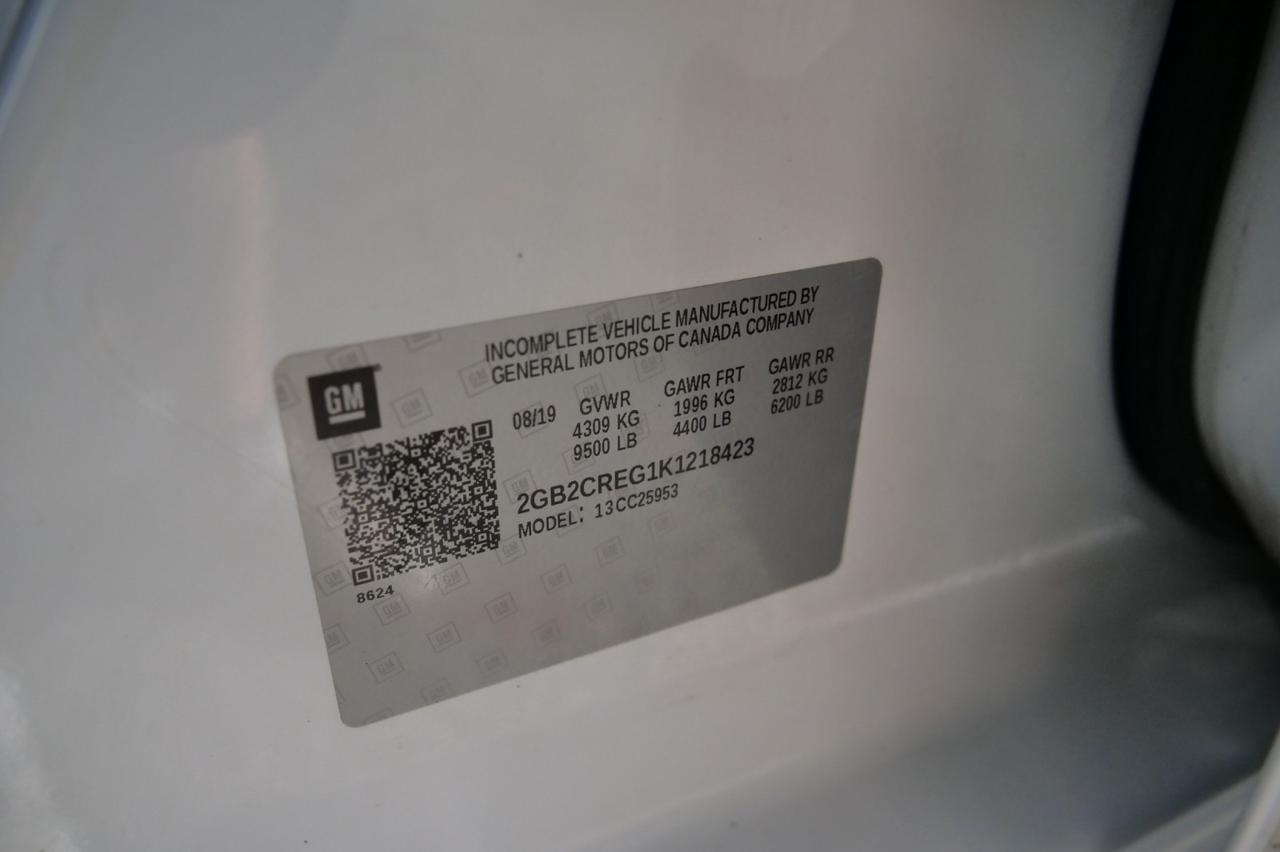 INCOMPLETE VEHICLE MANUFACTURED BY
GENERAL MOTORS OF CANADA COMPANY
GM
08/19 GVWR GAWR FRT GAWR RR
4309 KG 1996 KG 2812 KG
9500 LB 4400 LB 6200 LB
2GB2CREG1K1218423
MODEL: 13CC25953
8624